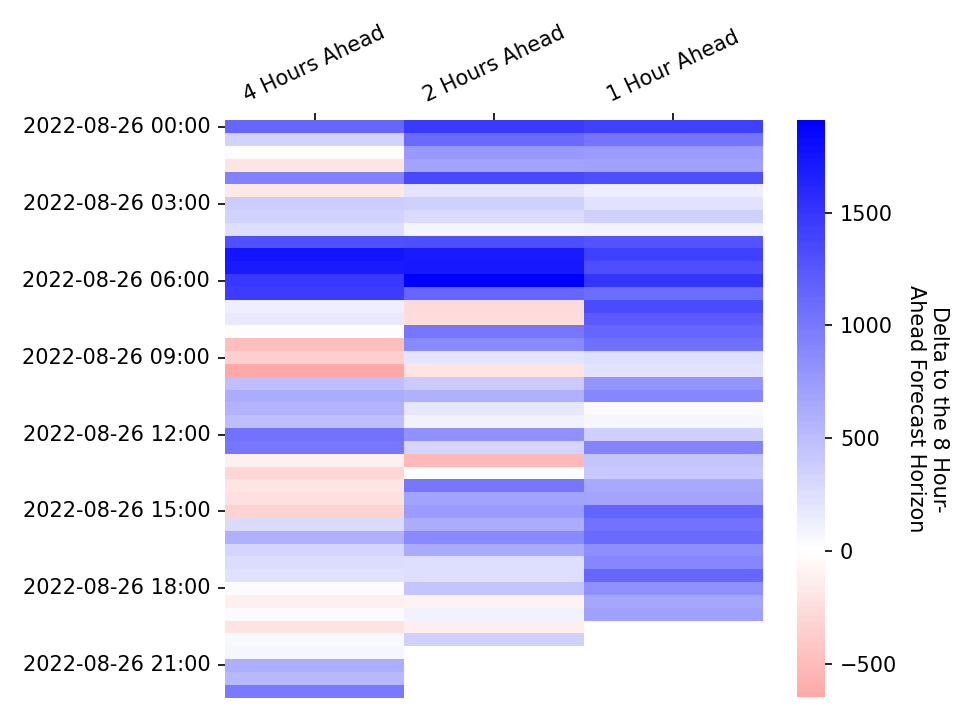 4 Hours Ahead
2 Hours Ahead
1 Hour Ahead
2022-08-26 00:00
2022-08-26 03:00
2022-08-26 06:00
2022-08-26 09:00
2022-08-26 12:00
2022-08-26 15:00
2022-08-26 18:00
2022-08-26 21:00
1500
1000
500
0
−500
Delta to the 8 Hour-
Ahead Forecast Horizon